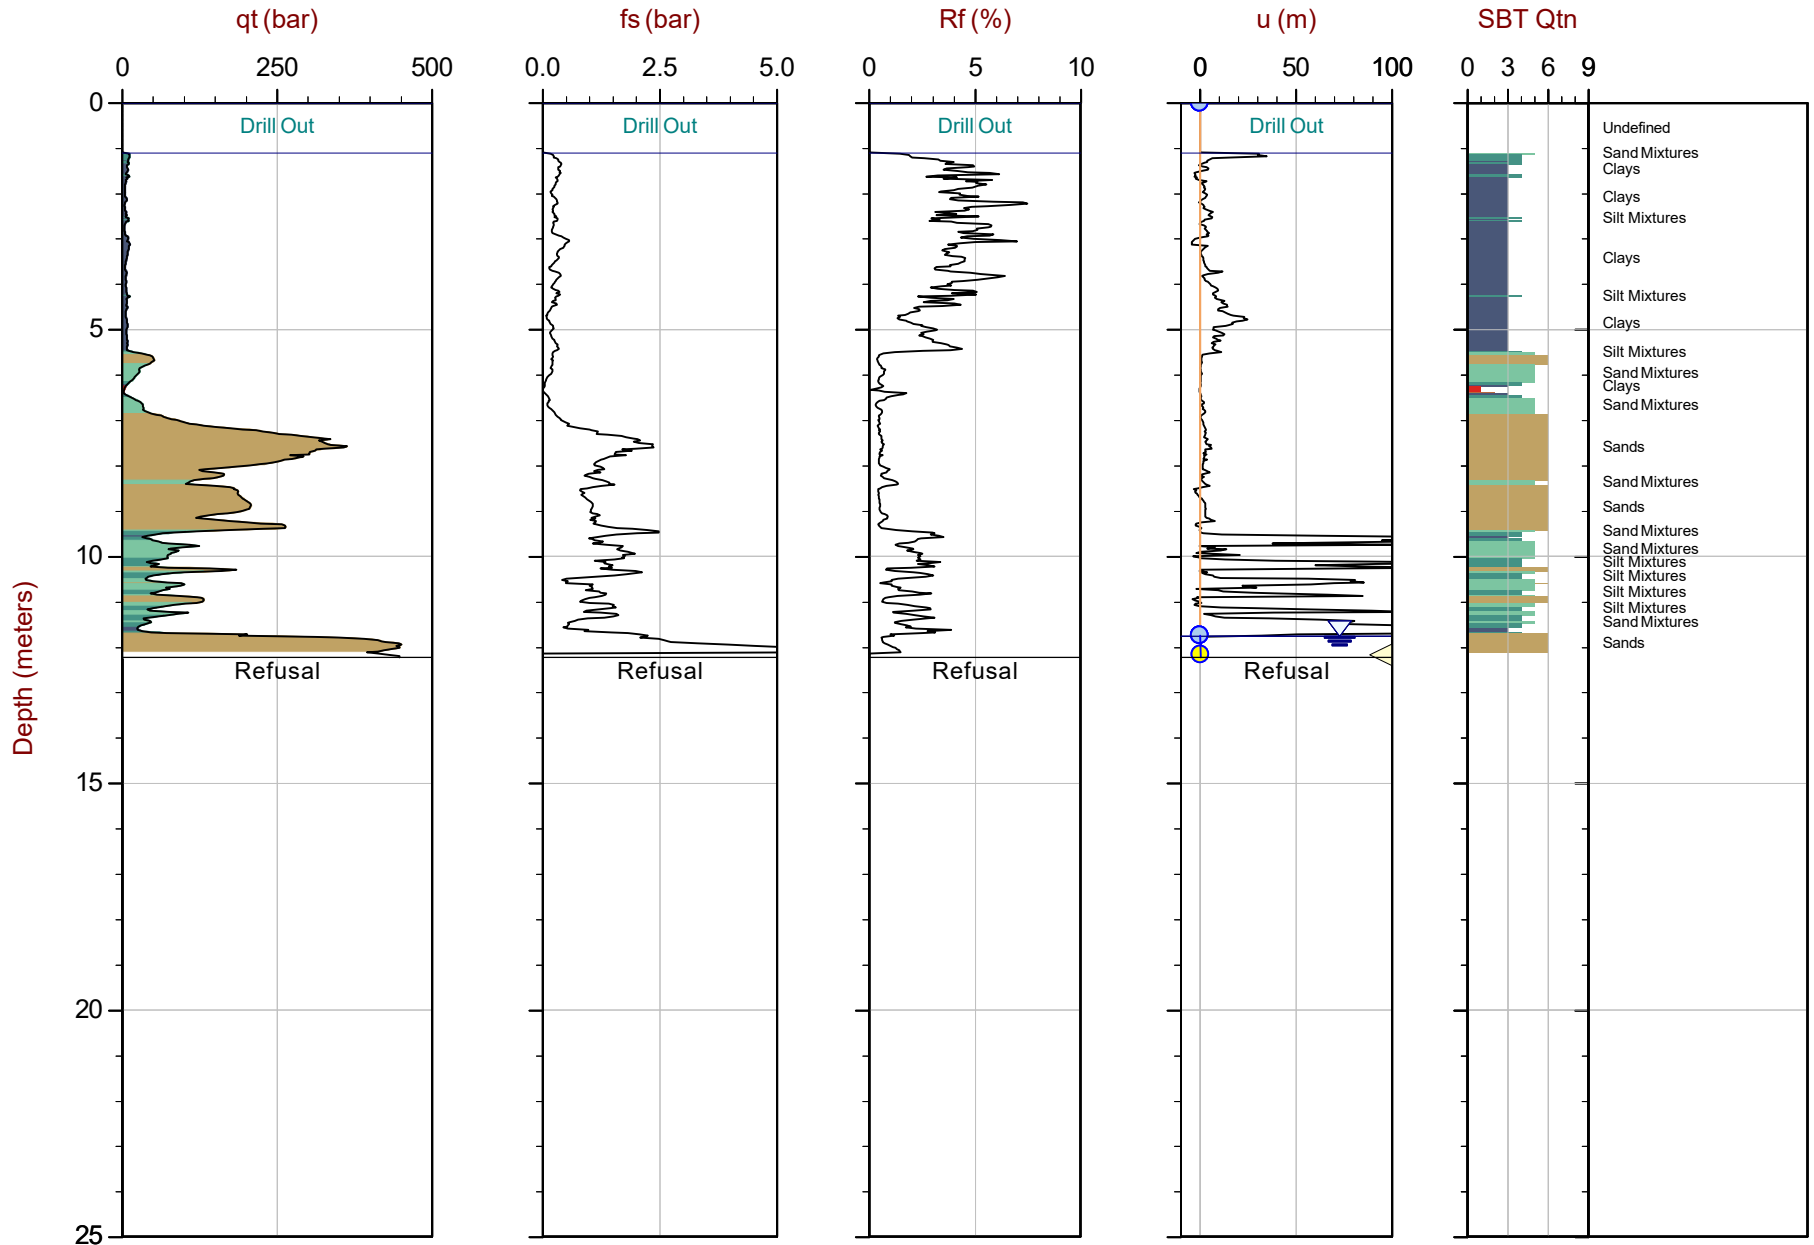 qt (bar) fs (bar) Rf (%) u (m) SBT Qtn
0 250 500 0.0 2.5 5.0 0 5 10 0 50 100 0 3 6 9
0
Drill Out Drill Out Drill Out Drill Out
Undefined
Sand Mixtures
Clays
Clays
Silt Mixtures
Clays
Silt Mixtures
Clays
5
Silt Mixtures
Sand Mixtures
Clays
Sand Mixtures
Sands
Sand Mixtures
Sands
Sand Mixtures
Sand Mixtures
10
Silt Mixtures
Silt Mixtures
Silt Mixtures
Silt Mixtures
Sand Mixtures
Sands
Refusal Refusal Refusal Refusal
Depth (meters)
15
20
25